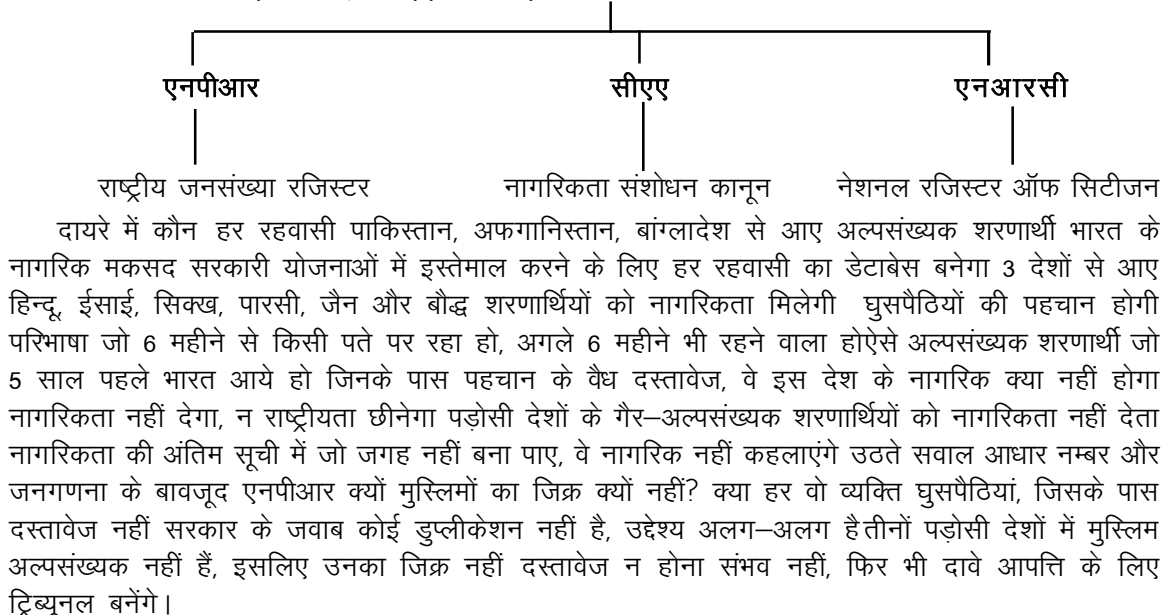 एनपीआर सीएए एनआरसी
राष्ट्रीय जनसंख्या रजिस्टर नागरिकता संशोधन कानून नेशनल रजिस्टर ऑफ सिटीजन
दायरे में कौन हर रहवासी पाकिस्तान, अफगानिस्तान, बांग्लादेश से आए अल्पसंख्यक शरणार्थी भारत के
नागरिक मकसद सरकारी योजनाओं में इस्तेमाल करने के लिए हर रहवासी का डेटाबेस बनेगा 3 देशों से आए
हिन्दू, ईसाई, सिक्ख, पारसी, जैन और बौद्ध शरणार्थियों को नागरिकता मिलेगी घुसपैठियों की पहचान होगी
परिभाषा जो 6 महीने से किसी पते पर रहा हो, अगले 6 महीने भी रहने वाला होऐसे अल्पसंख्यक शरणार्थी जो
5 साल पहले भारत आये हो जिनके पास पहचान के वैध दस्तावेज, वे इस देश के नागरिक क्या नहीं होगा
नागरिकता नहीं देगा, न राष्ट्रीयता छीनेगा पड़ोसी देशों के गैर–अल्पसंख्यक शरणार्थियों को नागरिकता नहीं देता
नागरिकता की अंतिम सूची में जो जगह नहीं बना पाए, वे नागरिक नहीं कहलाएंगे उठते सवाल आधार नम्बर और
जनगणना के बावजूद एनपीआर क्यों मुस्लिमों का जिक्र क्यों नहीं? क्या हर वो व्यक्ति घुसपैठियां, जिसके पास
दस्तावेज नहीं सरकार के जवाब कोई डुप्लीकेशन नहीं है, उद्देश्य अलग–अलग हैतीनों पड़ोसी देशों में मुस्लिम
अल्पसंख्यक नहीं हैं, इसलिए उनका जिक्र नहीं दस्तावेज न होना संभव नहीं, फिर भी दावे आपत्ति के लिए
ट्रिब्यूनल बनेंगे।